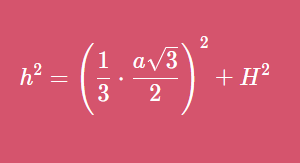 h² = (1/3 · a√3/2)² + H²